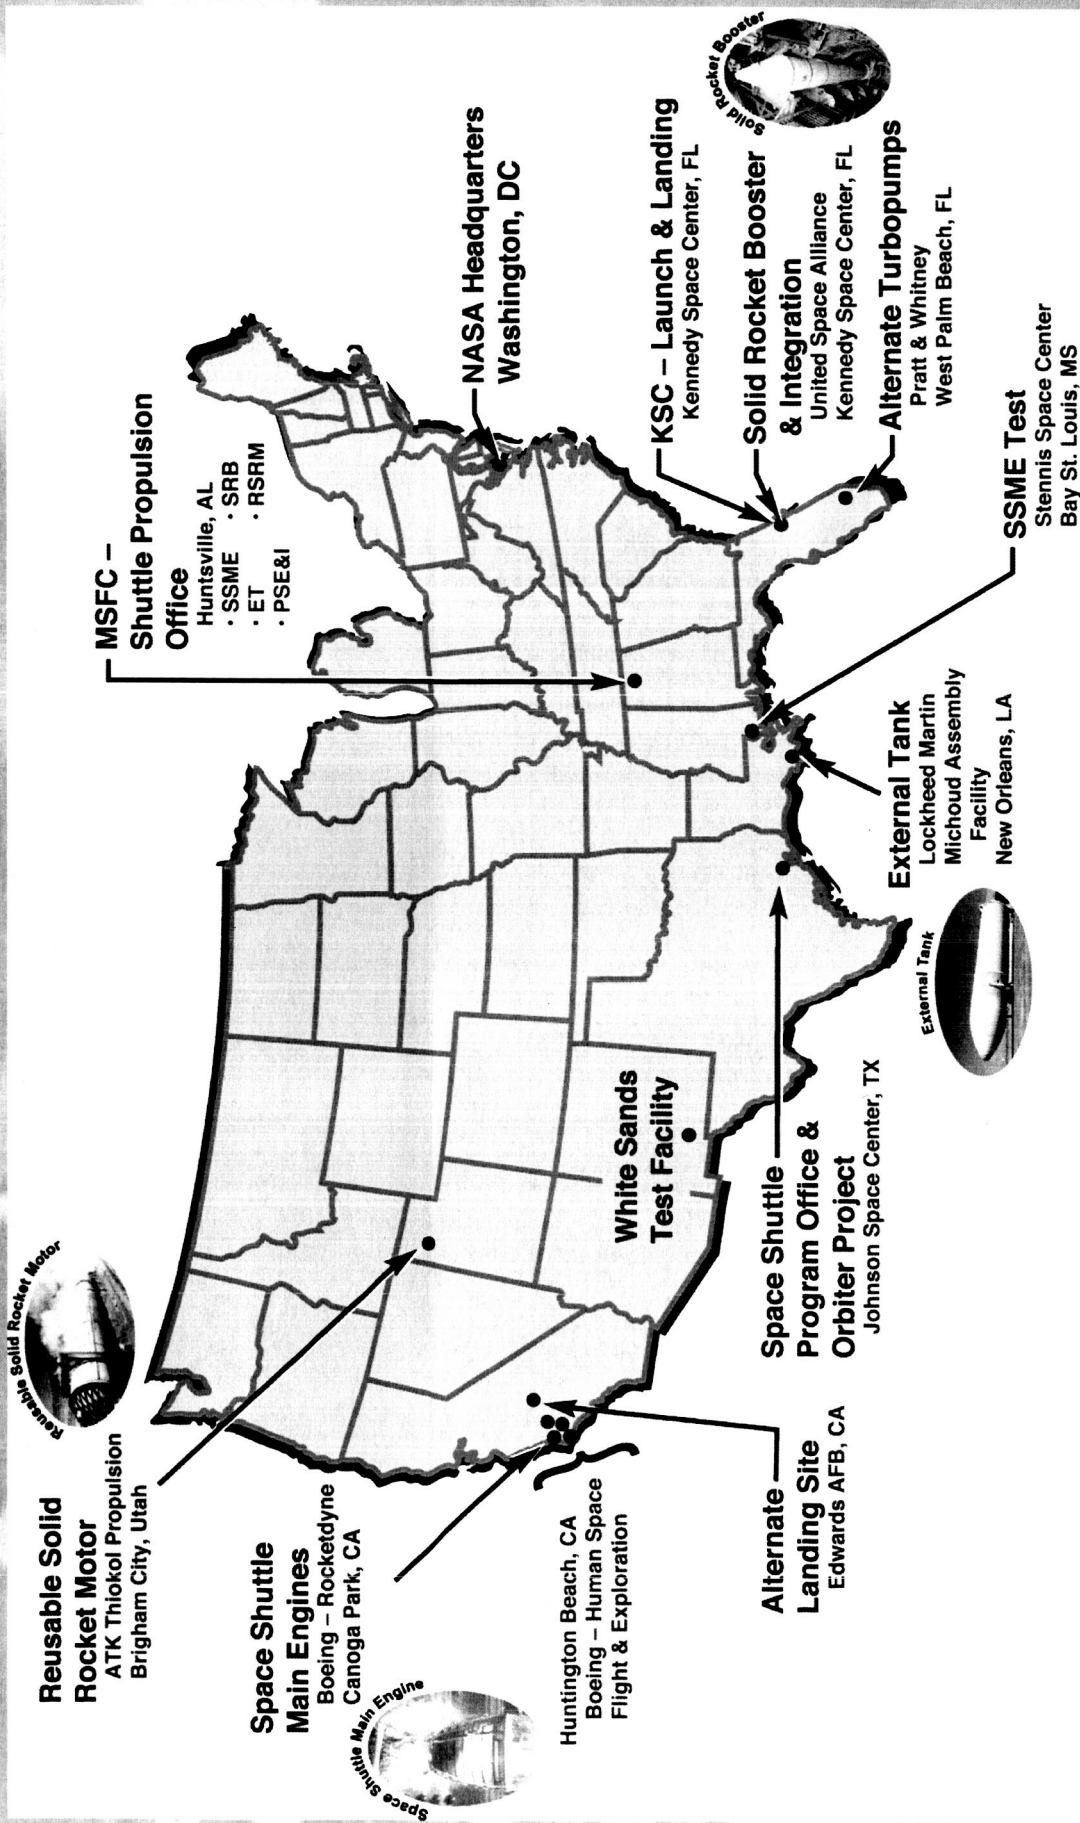 Reusable Solid Rocket Motor
Reusable Solid
Rocket Motor
ATK Thiokol Propulsion
Brigham City, Utah
MSFC –
Shuttle Propulsion
Office
Huntsville, AL
· SSME · SRB
· ET · RSRM
· PSE&I
NASA Headquarters
Washington, DC
Space Shuttle
Main Engines
Boeing – Rocketdyne
Canoga Park, CA
Space Shuttle Main Engine
Huntington Beach, CA
Boeing – Human Space
Flight & Exploration
Alternate
Landing Site
Edwards AFB, CA
White Sands
Test Facility
Space Shuttle
Program Office &
Orbiter Project
Johnson Space Center, TX
External Tank
External Tank
Lockheed Martin
Michoud Assembly
Facility
New Orleans, LA
SSME Test
Stennis Space Center
Bay St. Louis, MS
KSC – Launch & Landing
Kennedy Space Center, FL
Solid Rocket Booster
Solid Rocket Booster
& Integration
United Space Alliance
Kennedy Space Center, FL
Alternate Turbopumps
Pratt & Whitney
West Palm Beach, FL